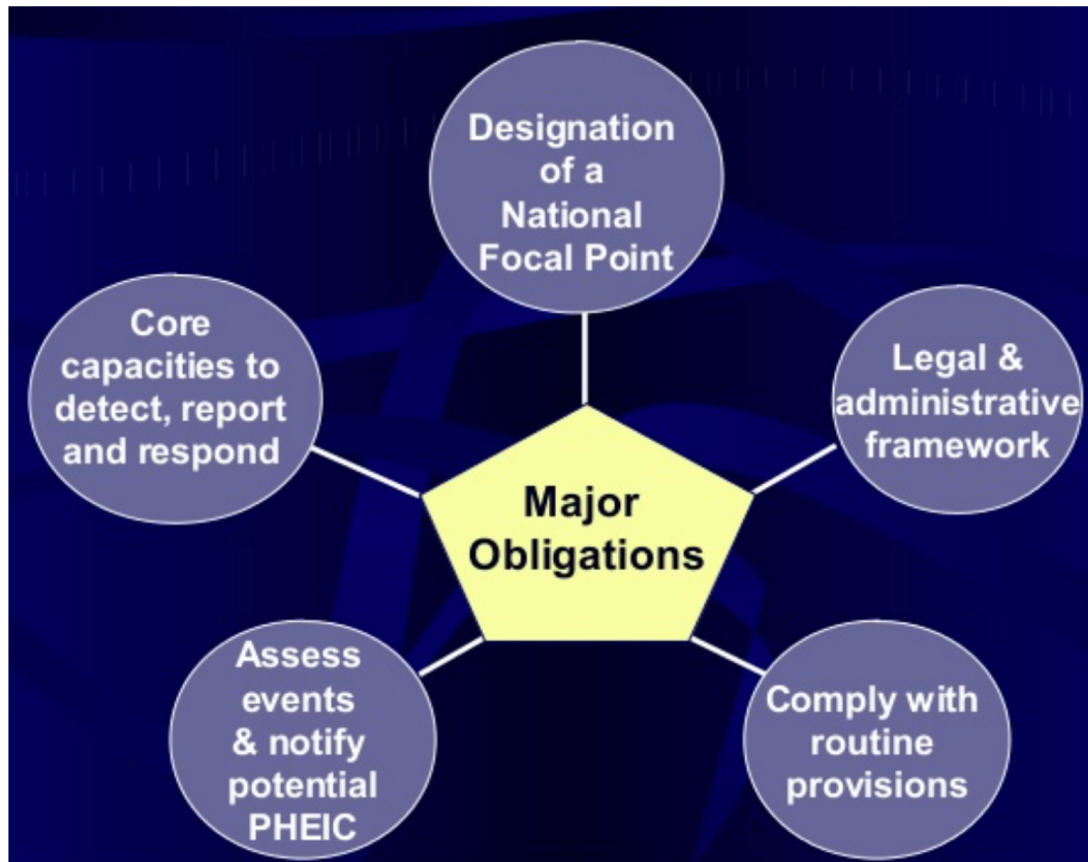 Designation
of a
National
Focal Point
Core
capacities to
detect, report
and respond
Legal &
administrative
framework
Major
Obligations
Assess
events
& notify
potential
PHEIC
Comply with
routine
provisions